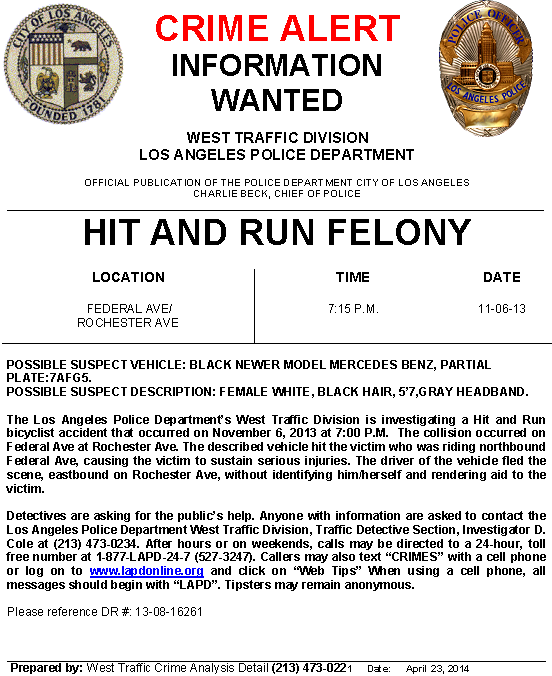 CITY OF LOS ANGELES
FOUNDED 1781
CRIME ALERT
INFORMATION
WANTED
POLICE OFFICER
LOS ANGELES POLICE
WEST TRAFFIC DIVISION
LOS ANGELES POLICE DEPARTMENT
OFFICIAL PUBLICATION OF THE POLICE DEPARTMENT CITY OF LOS ANGELES
CHARLIE BECK, CHIEF OF POLICE
HIT AND RUN FELONY
LOCATION TIME DATE
FEDERAL AVE/ 7:15 P.M. 11-06-13
ROCHESTER AVE
POSSIBLE SUSPECT VEHICLE: BLACK NEWER MODEL MERCEDES BENZ, PARTIAL
PLATE:7AFG5.
POSSIBLE SUSPECT DESCRIPTION: FEMALE WHITE, BLACK HAIR, 5'7,GRAY HEADBAND.
The Los Angeles Police Department's West Traffic Division is investigating a Hit and Run
bicyclist accident that occurred on November 6, 2013 at 7:00 P.M. The collision occurred on
Federal Ave at Rochester Ave. The described vehicle hit the victim who was riding northbound
Federal Ave, causing the victim to sustain serious injuries. The driver of the vehicle fled the
scene, eastbound on Rochester Ave, without identifying him/herself and rendering aid to the
victim.
Detectives are asking for the public's help. Anyone with information are asked to contact the
Los Angeles Police Department West Traffic Division, Traffic Detective Section, Investigator D.
Cole at (213) 473-0234. After hours or on weekends, calls may be directed to a 24-hour, toll
free number at 1-877-LAPD-24-7 (527-3247). Callers may also text “CRIMES” with a cell phone
or log on to www.lapdonline.org and click on “Web Tips” When using a cell phone, all
messages should begin with “LAPD”. Tipsters may remain anonymous.
Please reference DR #: 13-08-16261
Prepared by: West Traffic Crime Analysis Detail (213) 473-0221 Date: April 23, 2014